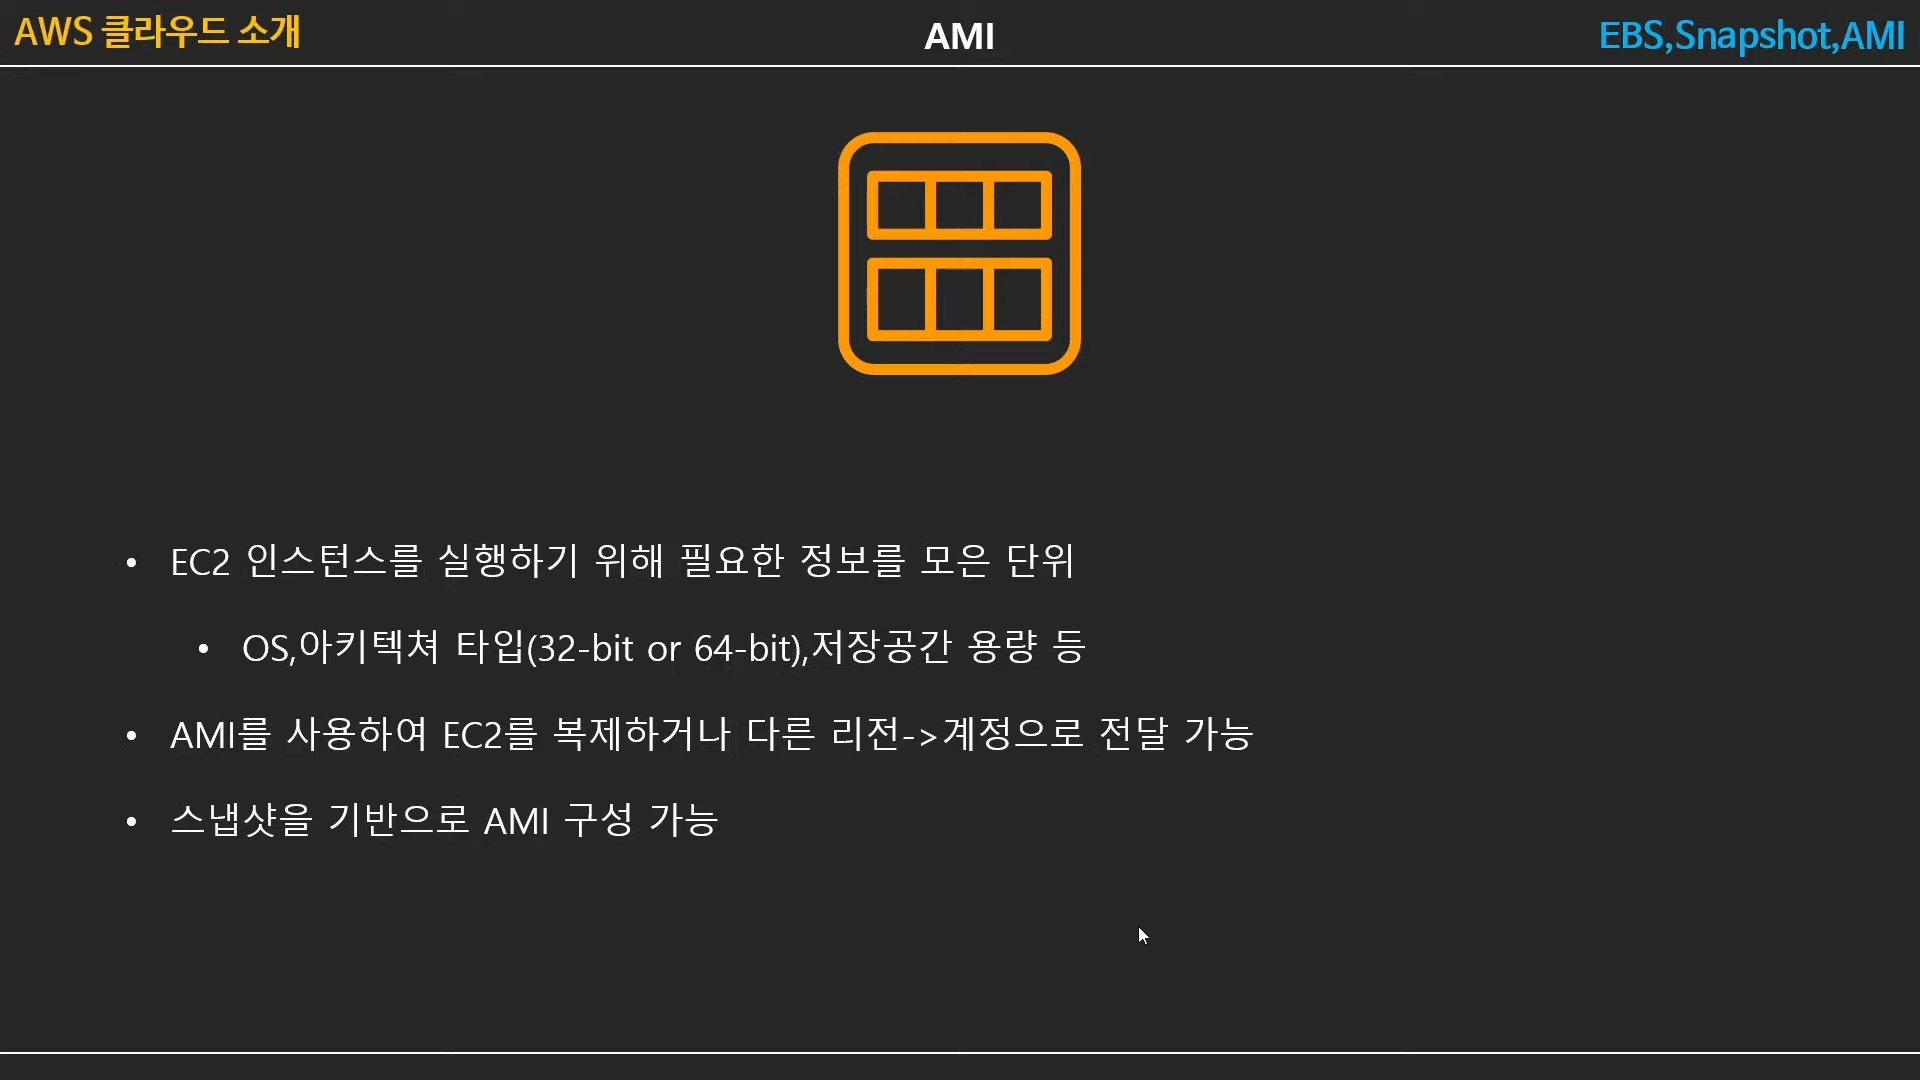 AWS 클라우드 소개
AMI
EBS,Snapshot,AMI
• EC2 인스턴스를 실행하기 위해 필요한 정보를 모은 단위
• OS,아키텍쳐 타입(32-bit or 64-bit),저장공간 용량 등
• AMI를 사용하여 EC2를 복제하거나 다른 리전->계정으로 전달 가능
• 스냅샷을 기반으로 AMI 구성 가능